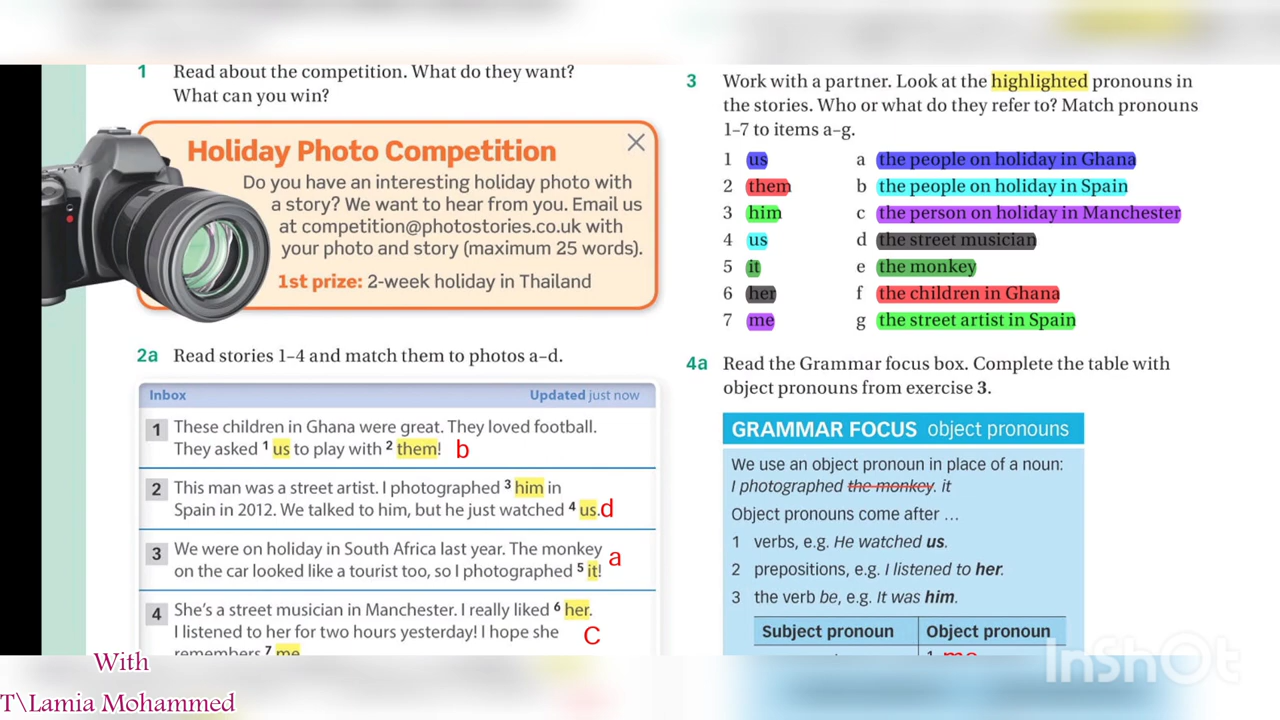 1 Read about the competition. What do they want?
What can you win?
Holiday Photo Competition
Do you have an interesting holiday photo with
a story? We want to hear from you. Email us
at competition@photostories.co.uk with
your photo and story (maximum 25 words).
1st prize: 2-week holiday in Thailand
2a Read stories 1–4 and match them to photos a–d.
Inbox Updated just now
1 These children in Ghana were great. They loved football.
They asked 1 us to play with 2 them! b
2 This man was a street artist. I photographed 3 him in
Spain in 2012. We talked to him, but he just watched 4 us. d
3 We were on holiday in South Africa last year. The monkey
on the car looked like a tourist too, so I photographed 5 it! a
4 She's a street musician in Manchester. I really liked 6 her.
I listened to her for two hours yesterday! I hope she C
remembers 7 me
3 Work with a partner. Look at the highlighted pronouns in
the stories. Who or what do they refer to? Match pronouns
1–7 to items a–g.
1 us a the people on holiday in Ghana
2 them b the people on holiday in Spain
3 him c the person on holiday in Manchester
4 us d the street musician
5 it e the monkey
6 her f the children in Ghana
7 me g the street artist in Spain
4a Read the Grammar focus box. Complete the table with
object pronouns from exercise 3.
GRAMMAR FOCUS object pronouns
We use an object pronoun in place of a noun:
I photographed the monkey. it
Object pronouns come after …
1 verbs, e.g. He watched us.
2 prepositions, e.g. I listened to her.
3 the verb be, e.g. It was him.
Subject pronoun Object pronoun
1 me
With
T\Lamia Mohammed
InShOt